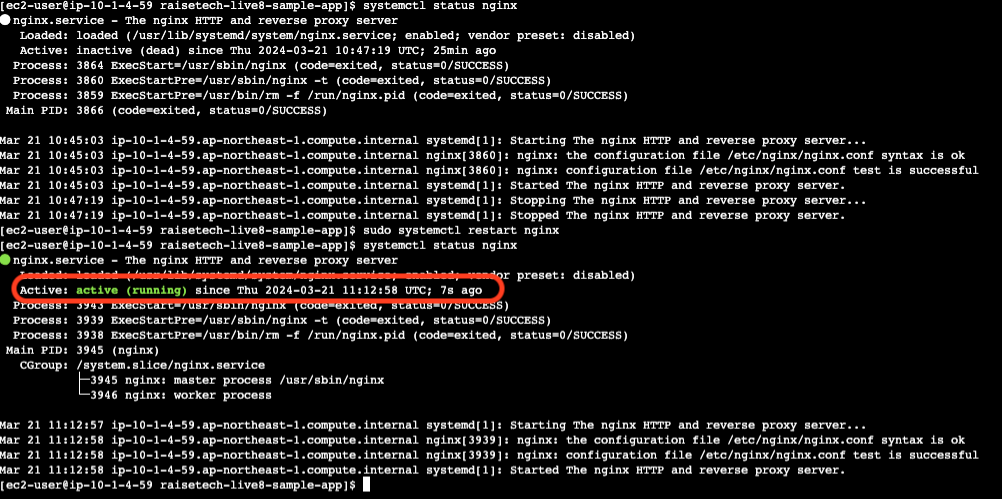 [ec2-user@ip-10-1-4-59 raisetech-live8-sample-app]$ systemctl status nginx
nginx.service - The nginx HTTP and reverse proxy server
Loaded: loaded (/usr/lib/systemd/system/nginx.service; enabled; vendor preset: disabled)
Active: inactive (dead) since Thu 2024-03-21 10:47:19 UTC; 25min ago
Process: 3864 ExecStart=/usr/sbin/nginx (code=exited, status=0/SUCCESS)
Process: 3860 ExecStartPre=/usr/sbin/nginx -t (code=exited, status=0/SUCCESS)
Process: 3859 ExecStartPre=/usr/bin/rm -f /run/nginx.pid (code=exited, status=0/SUCCESS)
Main PID: 3866 (code=exited, status=0/SUCCESS)
Mar 21 10:45:03 ip-10-1-4-59.ap-northeast-1.compute.internal systemd[1]: Starting The nginx HTTP and reverse proxy server...
Mar 21 10:45:03 ip-10-1-4-59.ap-northeast-1.compute.internal nginx[3860]: nginx: the configuration file /etc/nginx/nginx.conf syntax is ok
Mar 21 10:45:03 ip-10-1-4-59.ap-northeast-1.compute.internal nginx[3860]: nginx: configuration file /etc/nginx/nginx.conf test is successful
Mar 21 10:45:03 ip-10-1-4-59.ap-northeast-1.compute.internal systemd[1]: Started The nginx HTTP and reverse proxy server.
Mar 21 10:47:19 ip-10-1-4-59.ap-northeast-1.compute.internal systemd[1]: Stopping The nginx HTTP and reverse proxy server...
Mar 21 10:47:19 ip-10-1-4-59.ap-northeast-1.compute.internal systemd[1]: Stopped The nginx HTTP and reverse proxy server.
[ec2-user@ip-10-1-4-59 raisetech-live8-sample-app]$ sudo systemctl restart nginx
[ec2-user@ip-10-1-4-59 raisetech-live8-sample-app]$ systemctl status nginx
nginx.service - The nginx HTTP and reverse proxy server
Loaded: loaded (/usr/lib/systemd/system/nginx.service; enabled; vendor preset: disabled)
Active: active (running) since Thu 2024-03-21 11:12:58 UTC; 7s ago
Process: 3943 ExecStart=/usr/sbin/nginx (code=exited, status=0/SUCCESS)
Process: 3939 ExecStartPre=/usr/sbin/nginx -t (code=exited, status=0/SUCCESS)
Process: 3938 ExecStartPre=/usr/bin/rm -f /run/nginx.pid (code=exited, status=0/SUCCESS)
Main PID: 3945 (nginx)
CGroup: /system.slice/nginx.service
├─3945 nginx: master process /usr/sbin/nginx
└─3946 nginx: worker process
Mar 21 11:12:57 ip-10-1-4-59.ap-northeast-1.compute.internal systemd[1]: Starting The nginx HTTP and reverse proxy server...
Mar 21 11:12:58 ip-10-1-4-59.ap-northeast-1.compute.internal nginx[3939]: nginx: the configuration file /etc/nginx/nginx.conf syntax is ok
Mar 21 11:12:58 ip-10-1-4-59.ap-northeast-1.compute.internal nginx[3939]: nginx: configuration file /etc/nginx/nginx.conf test is successful
Mar 21 11:12:58 ip-10-1-4-59.ap-northeast-1.compute.internal systemd[1]: Started The nginx HTTP and reverse proxy server.
[ec2-user@ip-10-1-4-59 raisetech-live8-sample-app]$